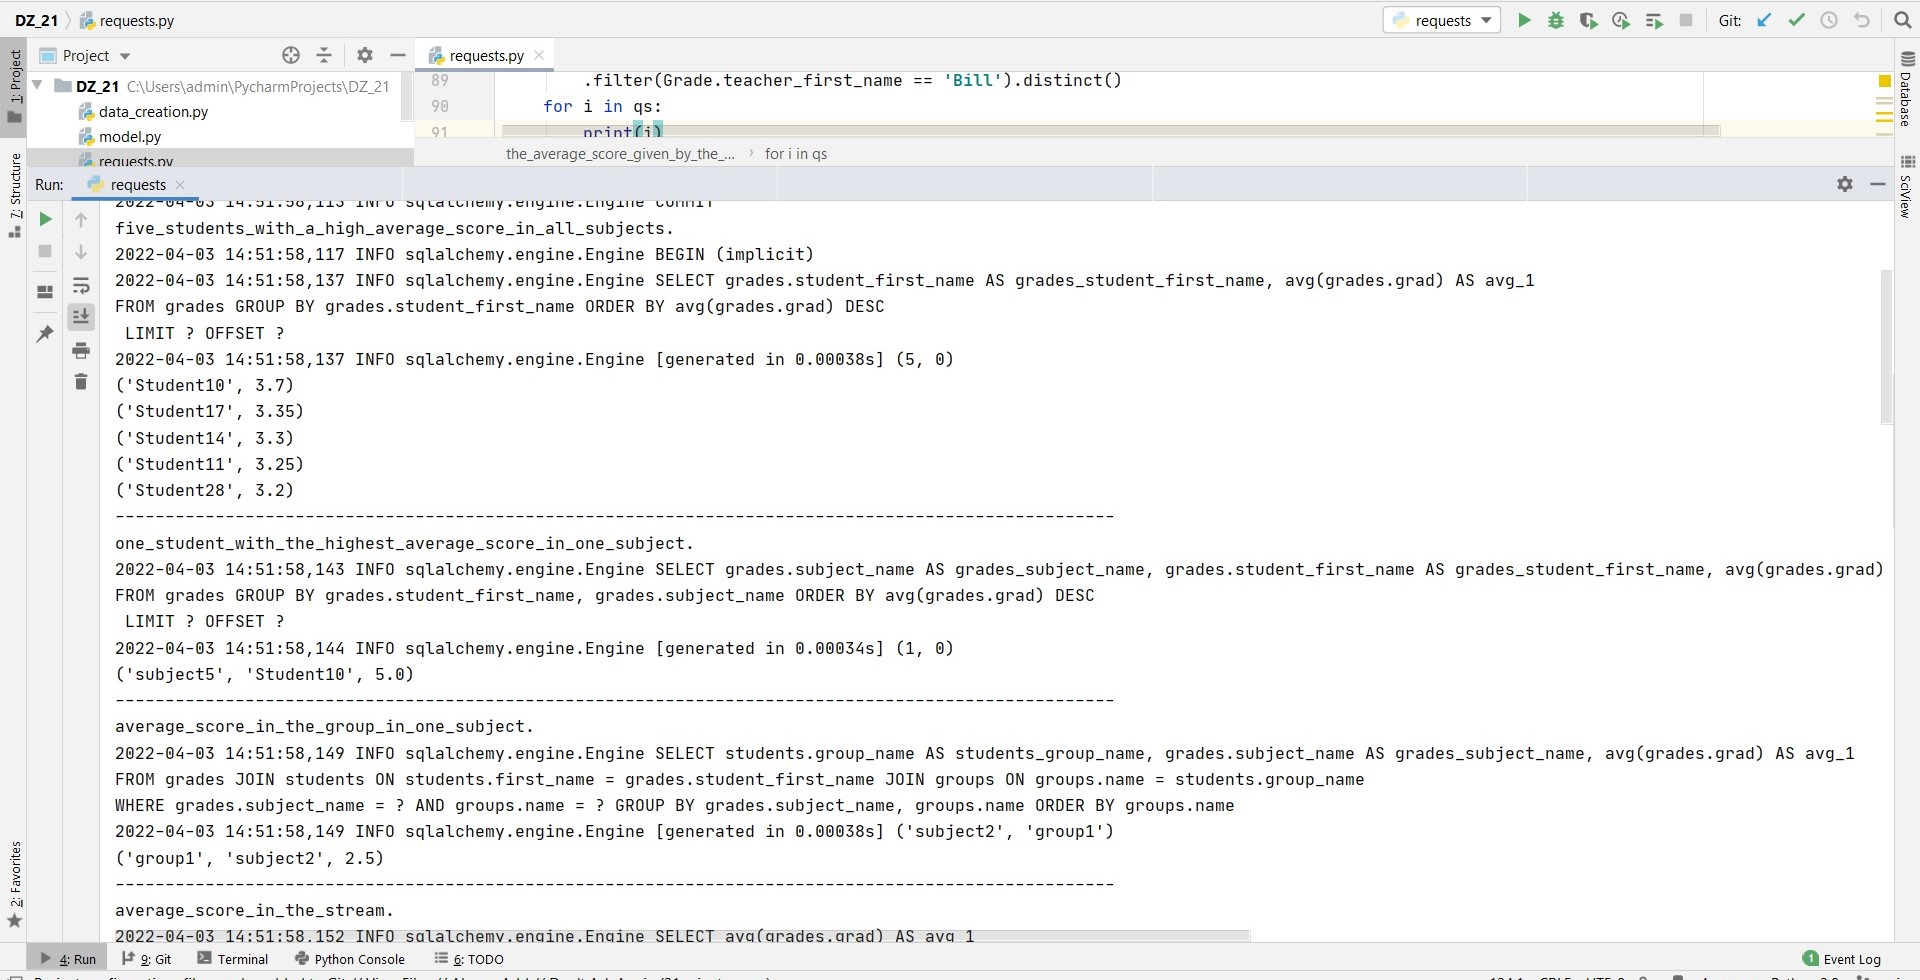 DZ_21 requests.py
requests Git:
Project requests.py
1: Project
DZ_21 C:\Users\admin\PycharmProjects\DZ_21
data_creation.py
model.py
requests.py
89 .filter(Grade.teacher_first_name == 'Bill').distinct()
90 for i in qs:
91 print(i)
the_average_score_given_by_the_... › for i in qs
Database
SciView
7: Structure
2: Favorites
Run: requests
2022-04-03 14:51:58,113 INFO sqlalchemy.engine.Engine COMMIT
five_students_with_a_high_average_score_in_all_subjects.
2022-04-03 14:51:58,117 INFO sqlalchemy.engine.Engine BEGIN (implicit)
2022-04-03 14:51:58,137 INFO sqlalchemy.engine.Engine SELECT grades.student_first_name AS grades_student_first_name, avg(grades.grad) AS avg_1
FROM grades GROUP BY grades.student_first_name ORDER BY avg(grades.grad) DESC
LIMIT ? OFFSET ?
2022-04-03 14:51:58,137 INFO sqlalchemy.engine.Engine [generated in 0.00038s] (5, 0)
('Student10', 3.7)
('Student17', 3.35)
('Student14', 3.3)
('Student11', 3.25)
('Student28', 3.2)
----------------------------------------------------------------------------------------------------
one_student_with_the_highest_average_score_in_one_subject.
2022-04-03 14:51:58,143 INFO sqlalchemy.engine.Engine SELECT grades.subject_name AS grades_subject_name, grades.student_first_name AS grades_student_first_name, avg(grades.grad)
FROM grades GROUP BY grades.student_first_name, grades.subject_name ORDER BY avg(grades.grad) DESC
LIMIT ? OFFSET ?
2022-04-03 14:51:58,144 INFO sqlalchemy.engine.Engine [generated in 0.00034s] (1, 0)
('subject5', 'Student10', 5.0)
----------------------------------------------------------------------------------------------------
average_score_in_the_group_in_one_subject.
2022-04-03 14:51:58,149 INFO sqlalchemy.engine.Engine SELECT students.group_name AS students_group_name, grades.subject_name AS grades_subject_name, avg(grades.grad) AS avg_1
FROM grades JOIN students ON students.first_name = grades.student_first_name JOIN groups ON groups.name = students.group_name
WHERE grades.subject_name = ? AND groups.name = ? GROUP BY grades.subject_name, groups.name ORDER BY groups.name
2022-04-03 14:51:58,149 INFO sqlalchemy.engine.Engine [generated in 0.00038s] ('subject2', 'group1')
('group1', 'subject2', 2.5)
----------------------------------------------------------------------------------------------------
average_score_in_the_stream.
2022-04-03 14:51:58,152 INFO sqlalchemy.engine.Engine SELECT avg(grades.grad) AS avg_1
4: Run 9: Git Terminal Python Console 6: TODO 1 Event Log